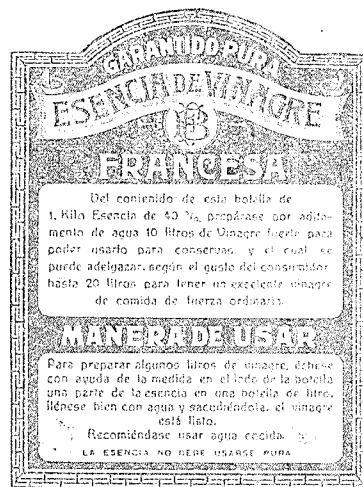 GARANTIDO PURA
ESENCIA DE VINAGRE
FRANCESA
Del contenido de esta botella de
1. Kilo Esencia de 40 %, prepárase por adita-
mento de agua 10 litros de Vinagre fuerte para
poder usarlo para conservas, y el cual se
puede adelgazar, según el gusto del consumidor
hasta 20 litros para tener un excelente vinagre
de comida de fuerza ordinaria.
MANERA DE USAR
Para preparar algunos litros de vinagre, échese
con ayuda de la medida en el lado de la botella
una parte de la esencia en una botella de litro,
llénese bien con agua y sacudiéndola, el vinagre
está listo.
Recomiéndase usar agua cocida.
LA ESENCIA NO DEBE USARSE PURA